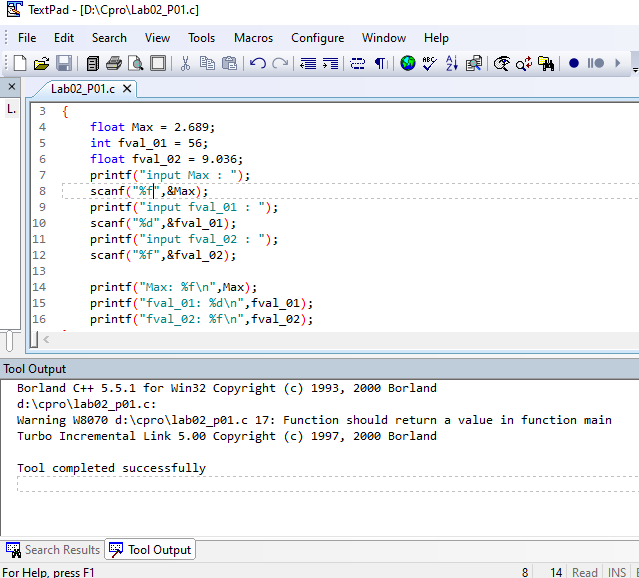 TextPad - [D:\Cpro\Lab02_P01.c]
File Edit Search View Tools Macros Configure Window Help
Lab02_P01.c
L.
3 {
4 float Max = 2.689;
5 int fval_01 = 56;
6 float fval_02 = 9.036;
7 printf("input Max : ");
8 scanf("%f",&Max);
9 printf("input fval_01 : ");
10 scanf("%d",&fval_01);
11 printf("input fval_02 : ");
12 scanf("%f",&fval_02);
13
14 printf("Max: %f\n",Max);
15 printf("fval_01: %d\n",fval_01);
16 printf("fval_02: %f\n",fval_02);
Tool Output
Borland C++ 5.5.1 for Win32 Copyright (c) 1993, 2000 Borland
d:\cpro\lab02_p01.c:
Warning W8070 d:\cpro\lab02_p01.c 17: Function should return a value in function main
Turbo Incremental Link 5.00 Copyright (c) 1997, 2000 Borland
Tool completed successfully
Search Results Tool Output
For Help, press F1 8 14 Read INS